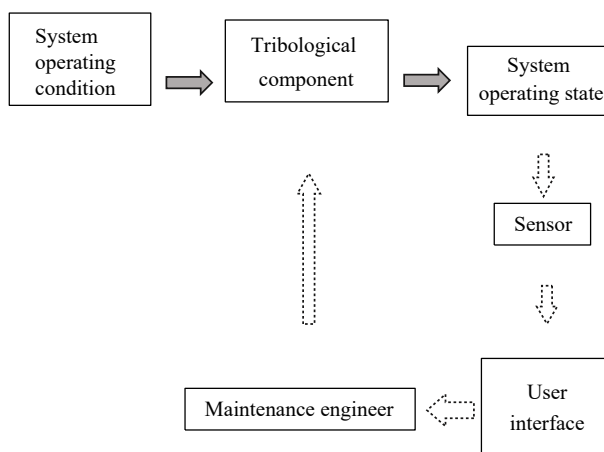 System
operating
condition
Tribological
component
System
operating state
Sensor
User
interface
Maintenance engineer